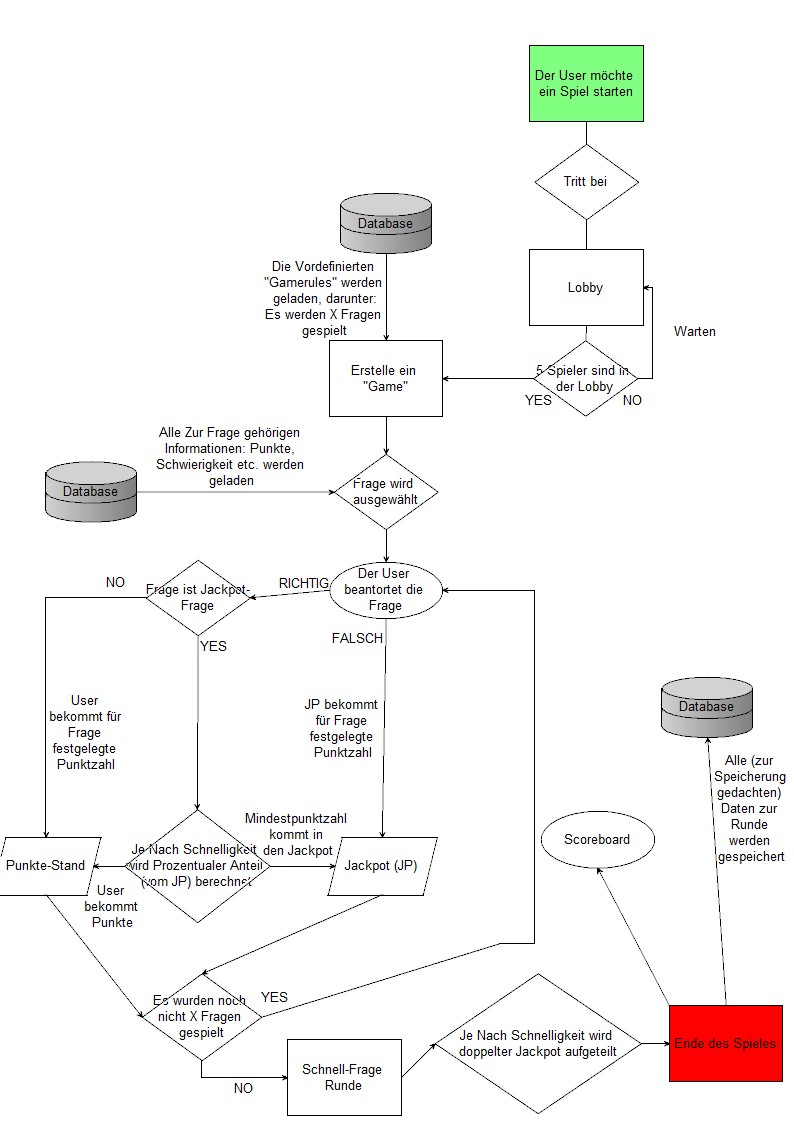 Der User möchte
ein Spiel starten
Tritt bei
Database
Die Vordefinierten
"Gamerules" werden
geladen, darunter:
Es werden X Fragen
gespielt
Lobby
Warten
Erstelle ein
"Game"
5 Spieler sind in
der Lobby
YES
NO
Alle Zur Frage gehörigen
Informationen: Punkte,
Schwierigkeit etc. werden
geladen
Database
Frage wird
ausgewählt
NO
Frage ist Jackpot-
Frage
RICHTIG
Der User
beantortet die
Frage
YES
FALSCH
User
bekommt für
Frage
festgelegte
Punktzahl
JP bekommt
für Frage
festgelegte
Punktzahl
Database
Alle (zur
Speicherung
gedachten)
Daten zur
Runde
werden
gespeichert
Mindestpunktzahl
kommt in
den Jackpot
Scoreboard
Punkte-Stand
Je Nach Schnelligkeit
wird Prozentualer Anteil
(vom JP) berechnet
Jackpot (JP)
User
bekommt
Punkte
Es wurden noch
nicht X Fragen
gespielt
YES
NO
Schnell-Frage
Runde
Je Nach Schnelligkeit wird
doppelter Jackpot aufgeteilt
Ende des Spieles